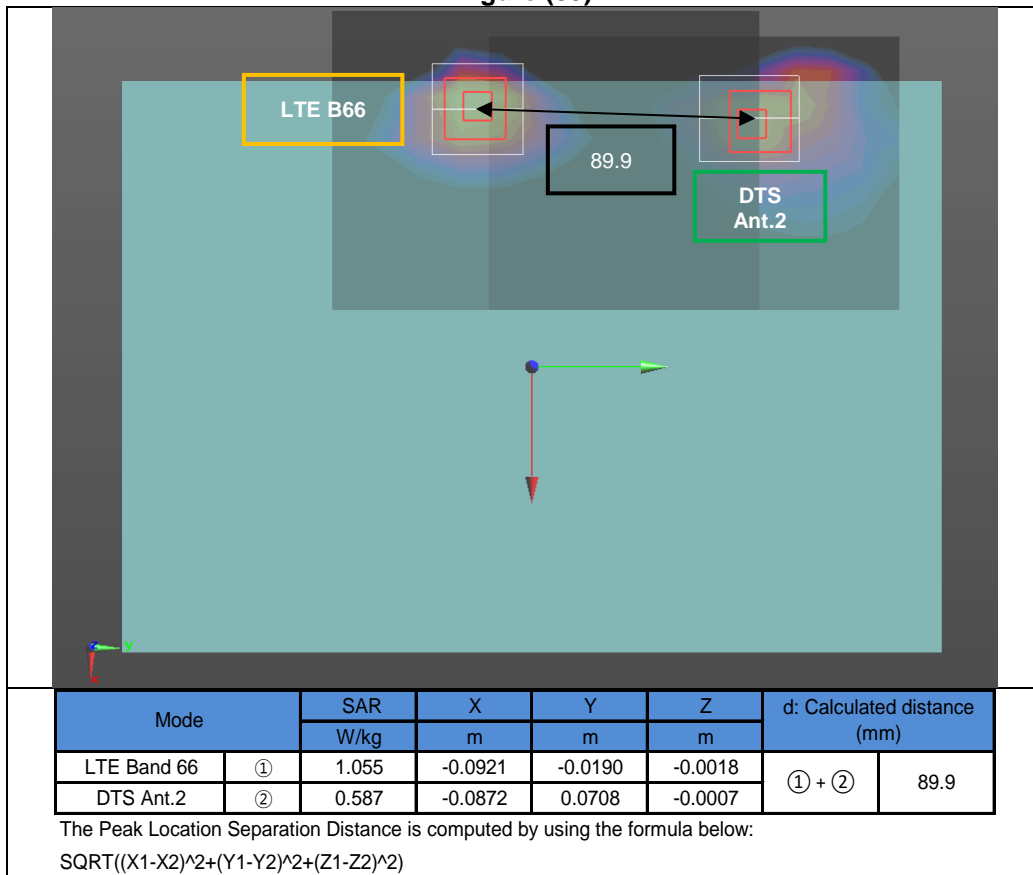 LTE B66
89.9
DTS
Ant.2
y
x
Mode SAR X Y Z d: Calculated distance
(mm)
W/kg m m m
LTE Band 66 ① 1.055 -0.0921 -0.0190 -0.0018 ① + ② 89.9
DTS Ant.2 ② 0.587 -0.0872 0.0708 -0.0007
The Peak Location Separation Distance is computed by using the formula below:
SQRT((X1-X2)^2+(Y1-Y2)^2+(Z1-Z2)^2)